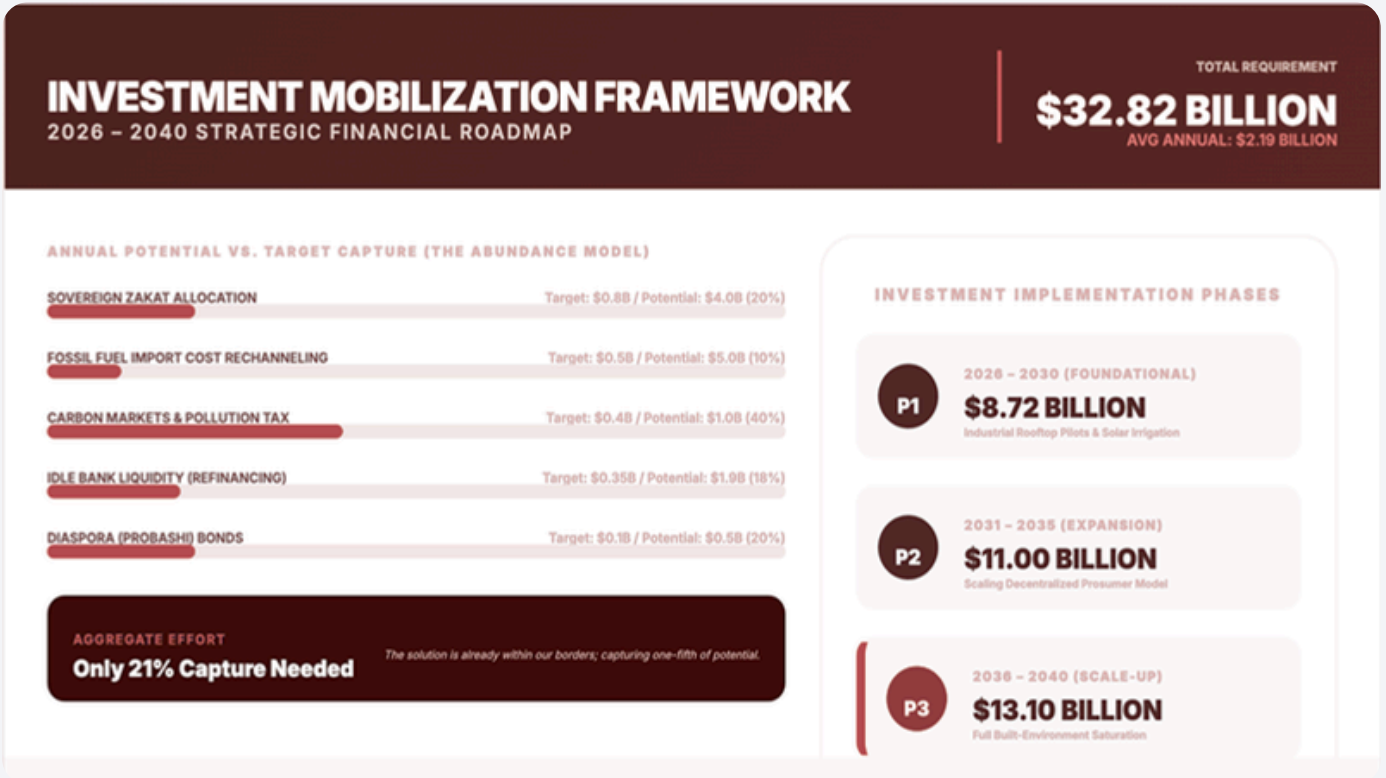 INVESTMENT MOBILIZATION FRAMEWORK
2026 – 2040 STRATEGIC FINANCIAL ROADMAP
TOTAL REQUIREMENT
$32.82 BILLION
AVG ANNUAL: $2.19 BILLION
ANNUAL POTENTIAL VS. TARGET CAPTURE (THE ABUNDANCE MODEL)
SOVEREIGN ZAKAT ALLOCATION
Target: $0.8B / Potential: $4.0B (20%)
FOSSIL FUEL IMPORT COST RECHANNELING
Target: $0.5B / Potential: $5.0B (10%)
CARBON MARKETS & POLLUTION TAX
Target: $0.4B / Potential: $1.0B (40%)
IDLE BANK LIQUIDITY (REFINANCING)
Target: $0.35B / Potential: $1.9B (18%)
DIASPORA (PROBASHI) BONDS
Target: $0.1B / Potential: $0.5B (20%)
AGGREGATE EFFORT
Only 21% Capture Needed
The solution is already within our borders; capturing one-fifth of potential.
INVESTMENT IMPLEMENTATION PHASES
P1
2026 – 2030 (FOUNDATIONAL)
$8.72 BILLION
Industrial Rooftop Pilots & Solar Irrigation
P2
2031 – 2035 (EXPANSION)
$11.00 BILLION
Scaling Decentralized Prosumer Model
P3
2036 – 2040 (SCALE-UP)
$13.10 BILLION
Full Built-Environment Saturation